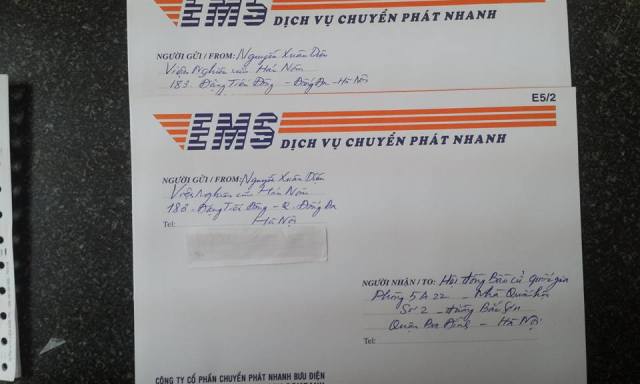 EMS DỊCH VỤ CHUYỂN PHÁT NHANH
NGƯỜI GỬI / FROM: Nguyễn Xuân Diện
Viện Nghiên cứu Hán Nôm
183 Đặng Tiến Đông - Đống Đa - Hà Nội
E5/2
EMS DỊCH VỤ CHUYỂN PHÁT NHANH
NGƯỜI GỬI / FROM: Nguyễn Xuân Diện
Viện Nghiên cứu Hán Nôm
183 - Đặng Tiến Đông - Q. Đống Đa
Hà Nội
Tel:
NGƯỜI NHẬN / TO: Hội đồng Bầu cử quốc gia
Phòng 5A22 - Nhà Quốc hội
Số 2 - đường Bắc Sơn
Quận Ba Đình - Hà Nội
Tel:
CÔNG TY CỔ PHẦN CHUYỂN PHÁT NHANH BƯU ĐIỆN